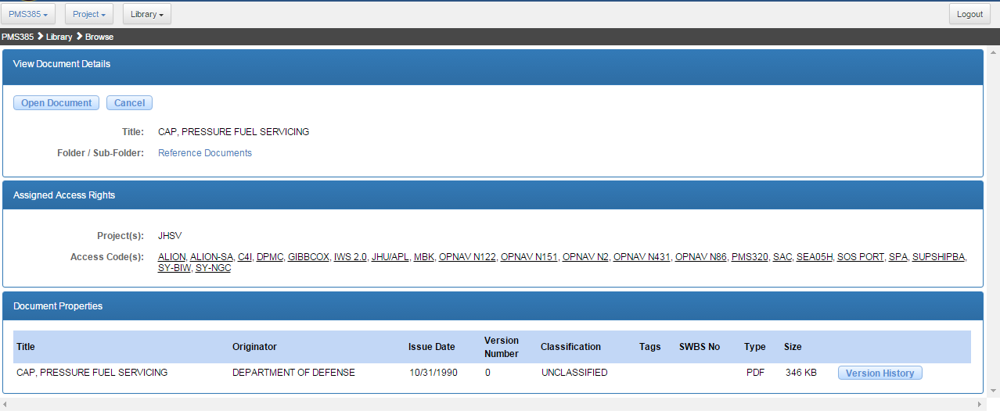 PMS385 Project Library Logout
PMS385 Library Browse
View Document Details
Open Document Cancel
Title: CAP, PRESSURE FUEL SERVICING
Folder / Sub-Folder: Reference Documents
Assigned Access Rights
Project(s): JHSV
Access Code(s): ALION, ALION-SA, C4I, DPMC, GIBBCOX, IWS 2.0, JHU/APL, MBK, OPNAV N122, OPNAV N151, OPNAV N2, OPNAV N431, OPNAV N86, PMS320, SAC, SEA05H, SOS PORT, SPA, SUPSHIPBA,
SY-BIW, SY-NGC
Document Properties
Title Originator Issue Date Version Number Classification Tags SWBS No Type Size
CAP, PRESSURE FUEL SERVICING DEPARTMENT OF DEFENSE 10/31/1990 0 UNCLASSIFIED PDF 346 KB Version History